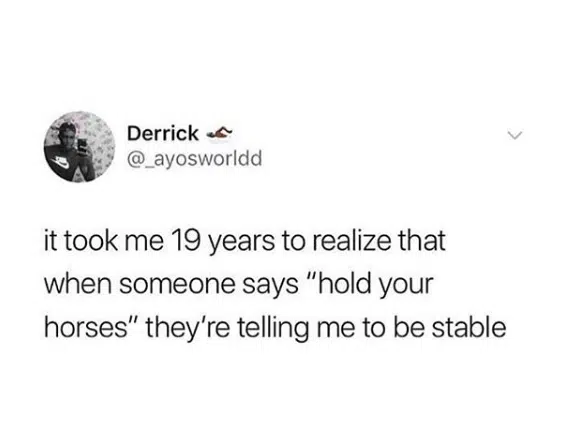 Derrick
@_ayosworldd
it took me 19 years to realize that
when someone says "hold your
horses" they're telling me to be stable